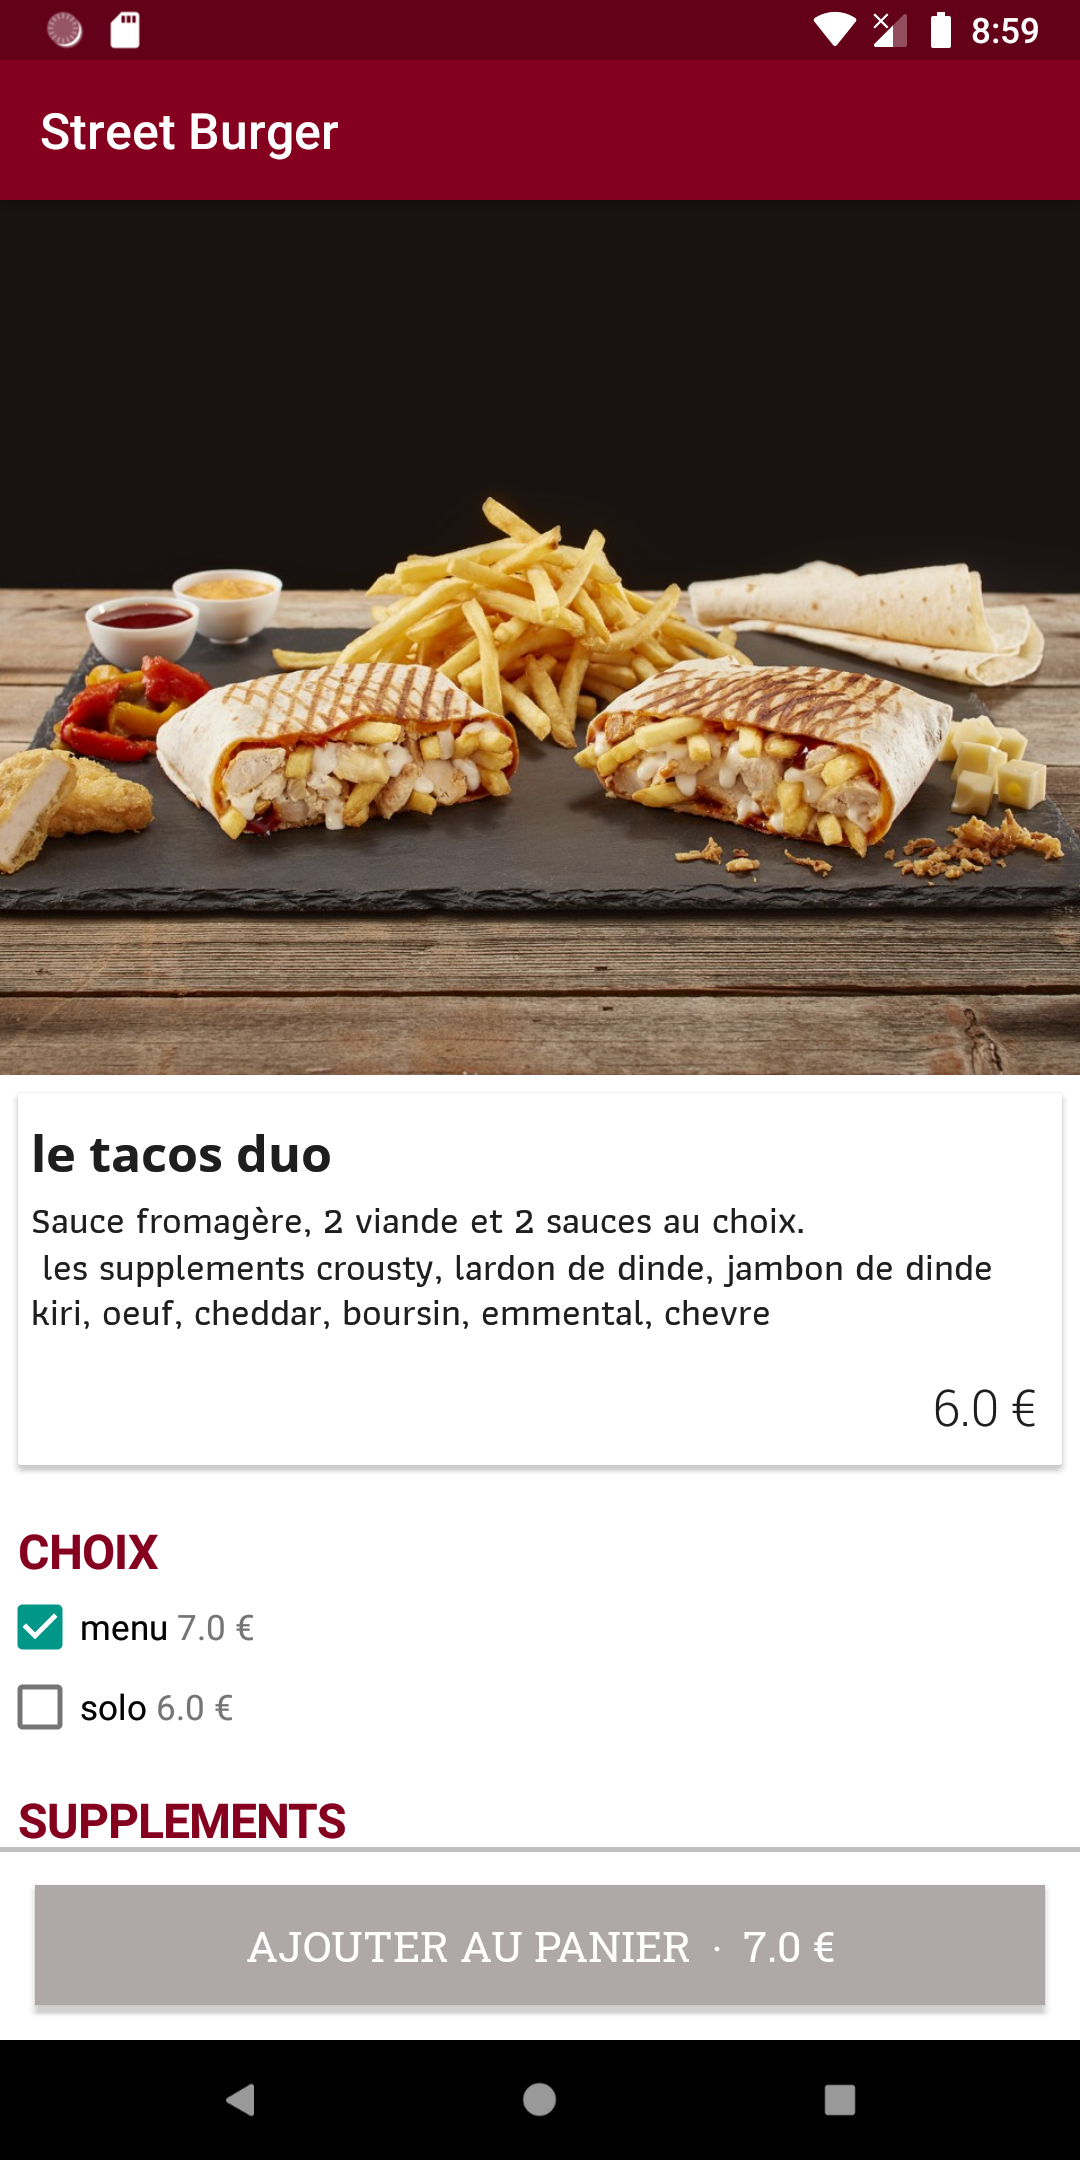 8:59
Street Burger
le tacos duo
Sauce fromagère, 2 viande et 2 sauces au choix.
les supplements crousty, lardon de dinde, jambon de dinde
kiri, oeuf, cheddar, boursin, emmental, chevre
6.0 €
CHOIX
menu 7.0 €
solo 6.0 €
SUPPLEMENTS
AJOUTER AU PANIER · 7.0 €